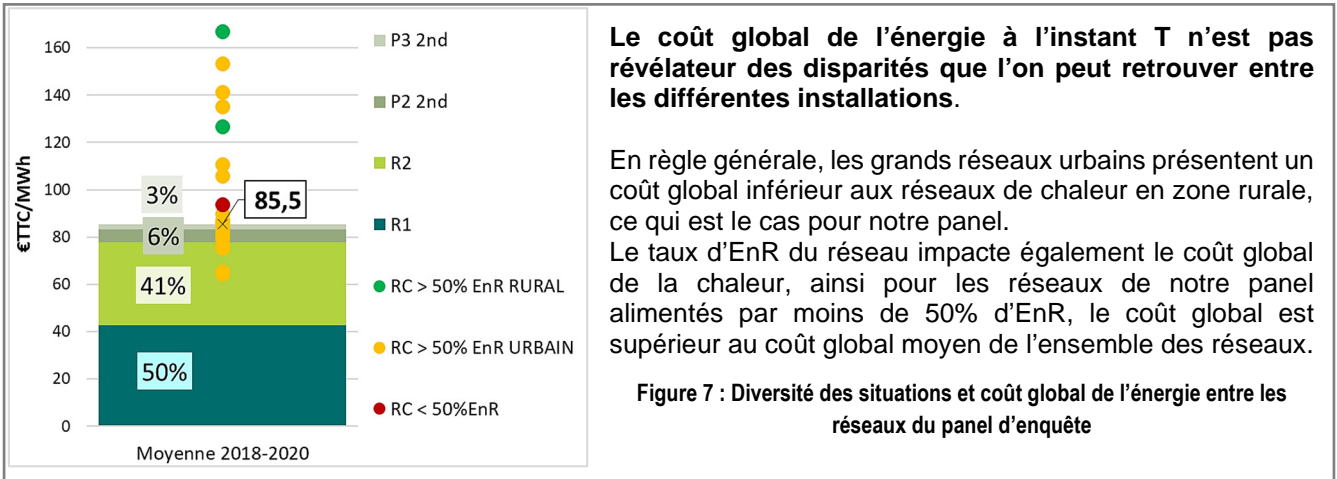 160
140
120
100
80
60
40
20
0
€TTC/MWh
3%
6%
41%
50%
85,5
Moyenne 2018-2020
P3 2nd
P2 2nd
R2
R1
RC > 50% EnR RURAL
RC > 50% EnR URBAIN
RC < 50%EnR
Le coût global de l’énergie à l’instant T n’est pas
révélateur des disparités que l’on peut retrouver entre
les différentes installations.
En règle générale, les grands réseaux urbains présentent un
coût global inférieur aux réseaux de chaleur en zone rurale,
ce qui est le cas pour notre panel.
Le taux d’EnR du réseau impacte également le coût global
de la chaleur, ainsi pour les réseaux de notre panel
alimentés par moins de 50% d’EnR, le coût global est
supérieur au coût global moyen de l’ensemble des réseaux.
Figure 7 : Diversité des situations et coût global de l’énergie entre les
réseaux du panel d’enquête